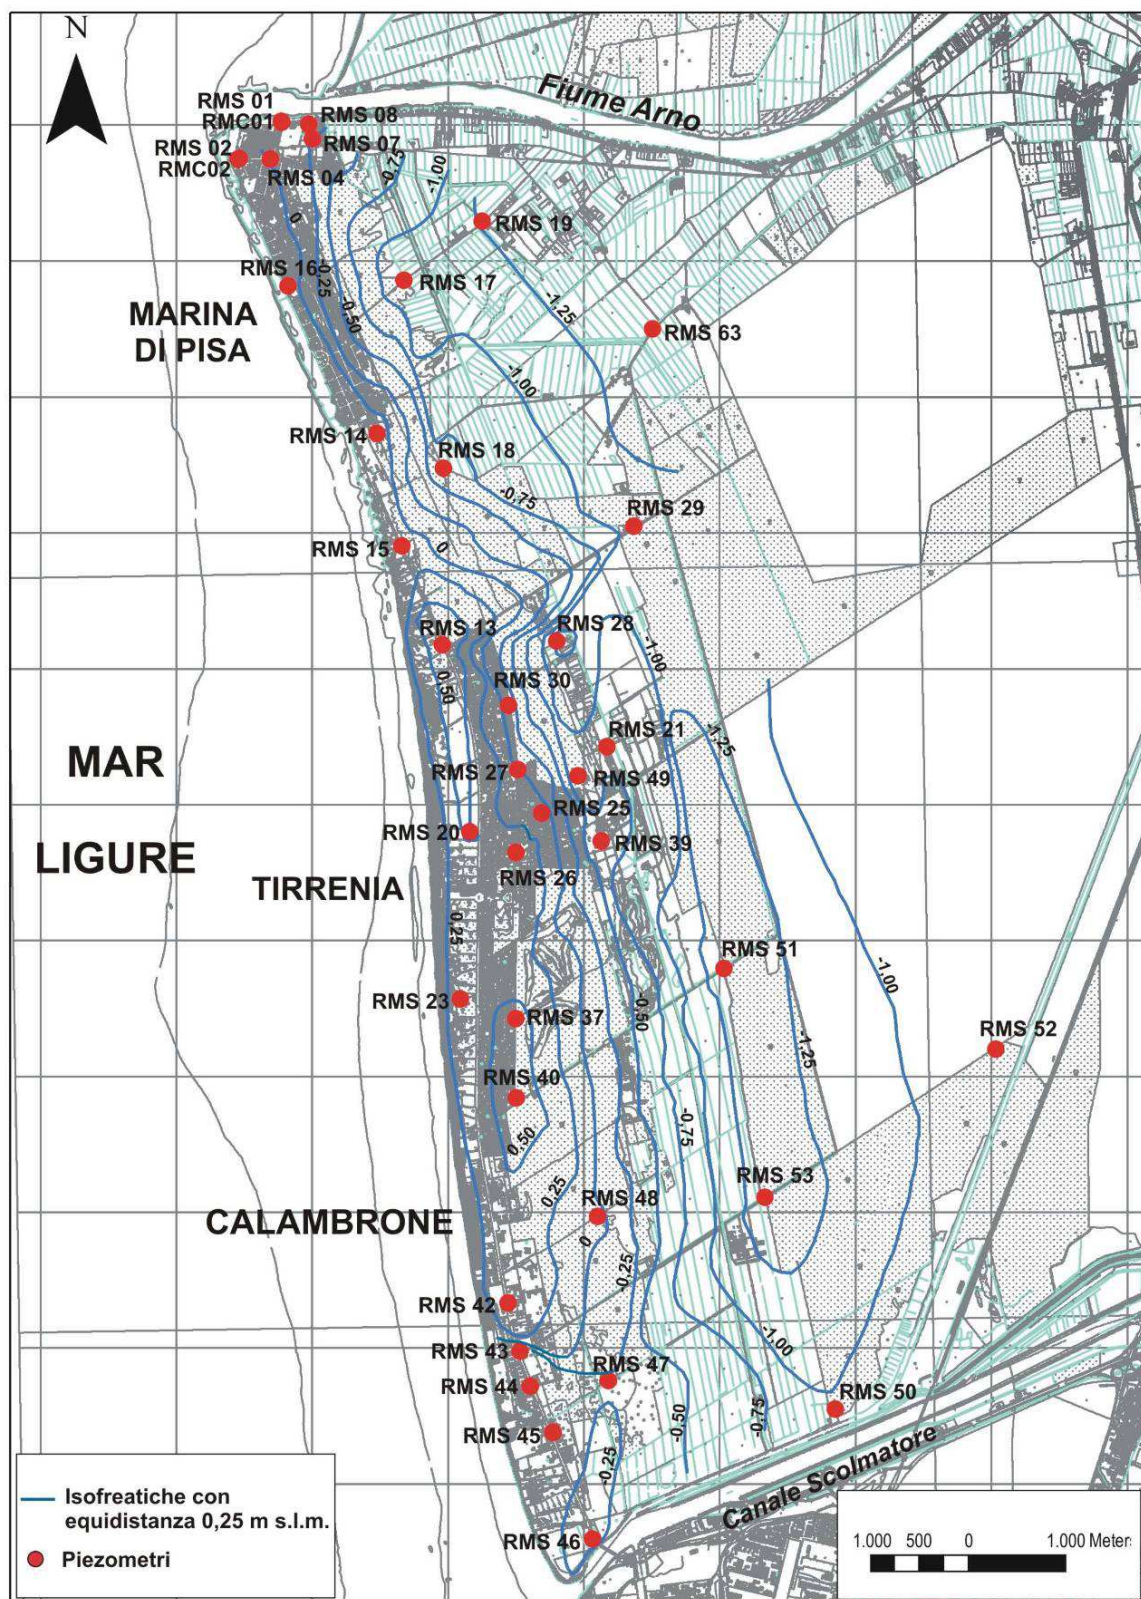 N
Fiume Arno
RMS 01
RMC01
RMS 08
RMS 07
RMS 02
RMC02
RMS 04
-0,75
-1,00
RMS 19
0
RMS 16
-0,25
RMS 17
-0,50
-1,25
MARINA
DI PISA
RMS 63
-1,00
RMS 14
RMS 18
-0,75
RMS 29
0
RMS 15
RMS 13
RMS 28
-1,00
0,50
RMS 30
RMS 21
-1,25
MAR
LIGURE
RMS 27
RMS 49
RMS 25
RMS 20
RMS 39
RMS 26
TIRRENIA
0,25
RMS 51
-1,00
RMS 23
RMS 37
-0,50
RMS 52
-1,25
RMS 40
0,50
-0,75
RMS 53
0,25
RMS 48
CALAMBRONE
0
-0,25
RMS 42
-1,00
RMS 43
RMS 47
RMS 44
RMS 50
-0,50
-0,75
RMS 45
-0,25
Canale Scolmatore
RMS 46
Isofreatiche con
equidistanza 0,25 m s.l.m.
Piezometri
1.000 500 0 1.000 Meters